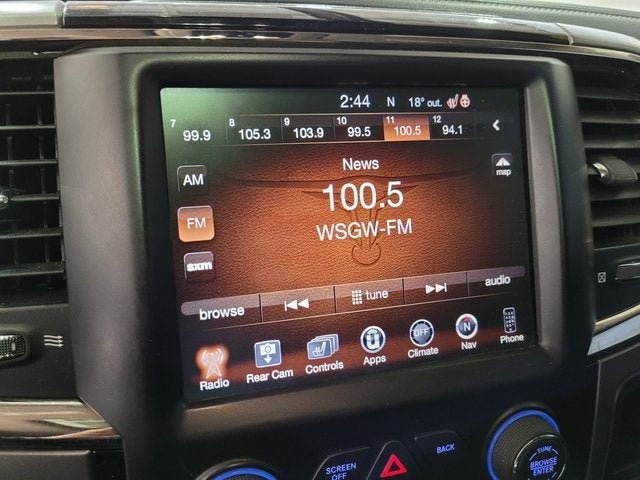 2:44 N 18° out.
7 99.9 8 105.3 9 103.9 10 99.5 11 100.5 12 94.1
News
AM
map
100.5
FM
WSGW-FM
sxm
browse tune audio
Radio Rear Cam Controls Apps Climate Nav Phone
OFF
N
SCREEN OFF
BACK
TUNE
BROWSE
ENTER